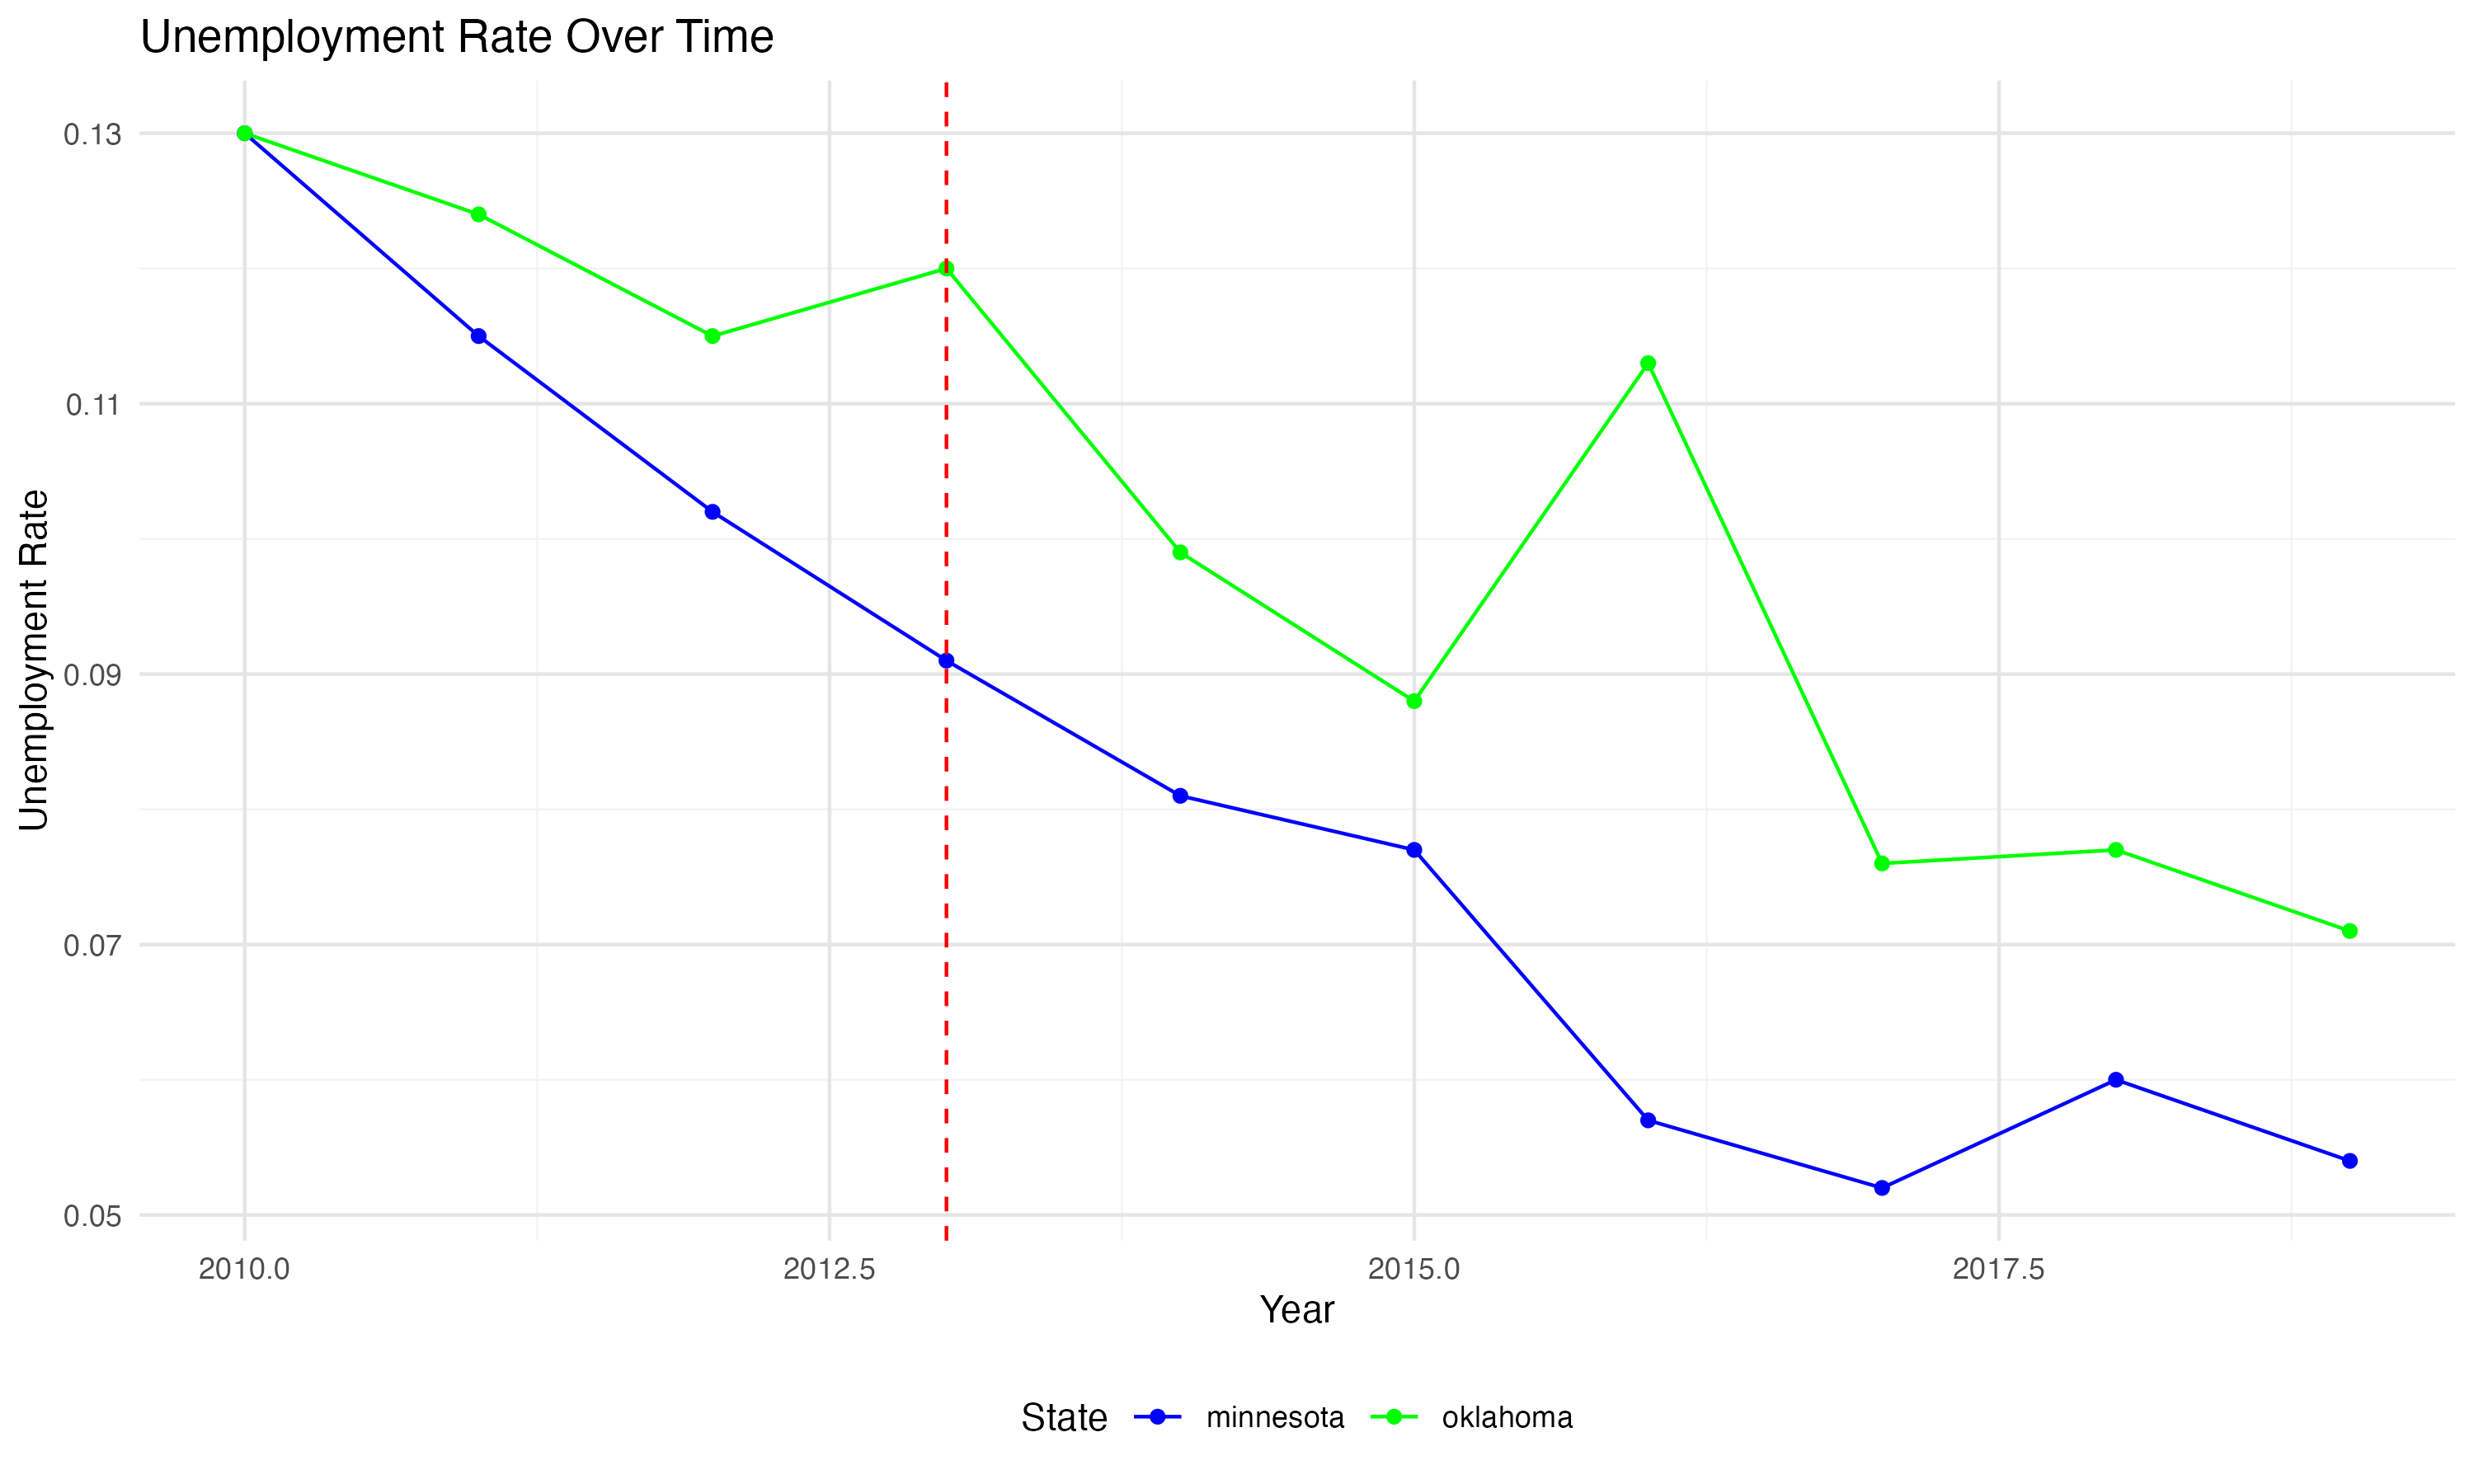 Unemployment Rate Over Time
Unemployment Rate
0.13
0.11
0.09
0.07
0.05
2010.0 2012.5 2015.0 2017.5
Year
State minnesota oklahoma